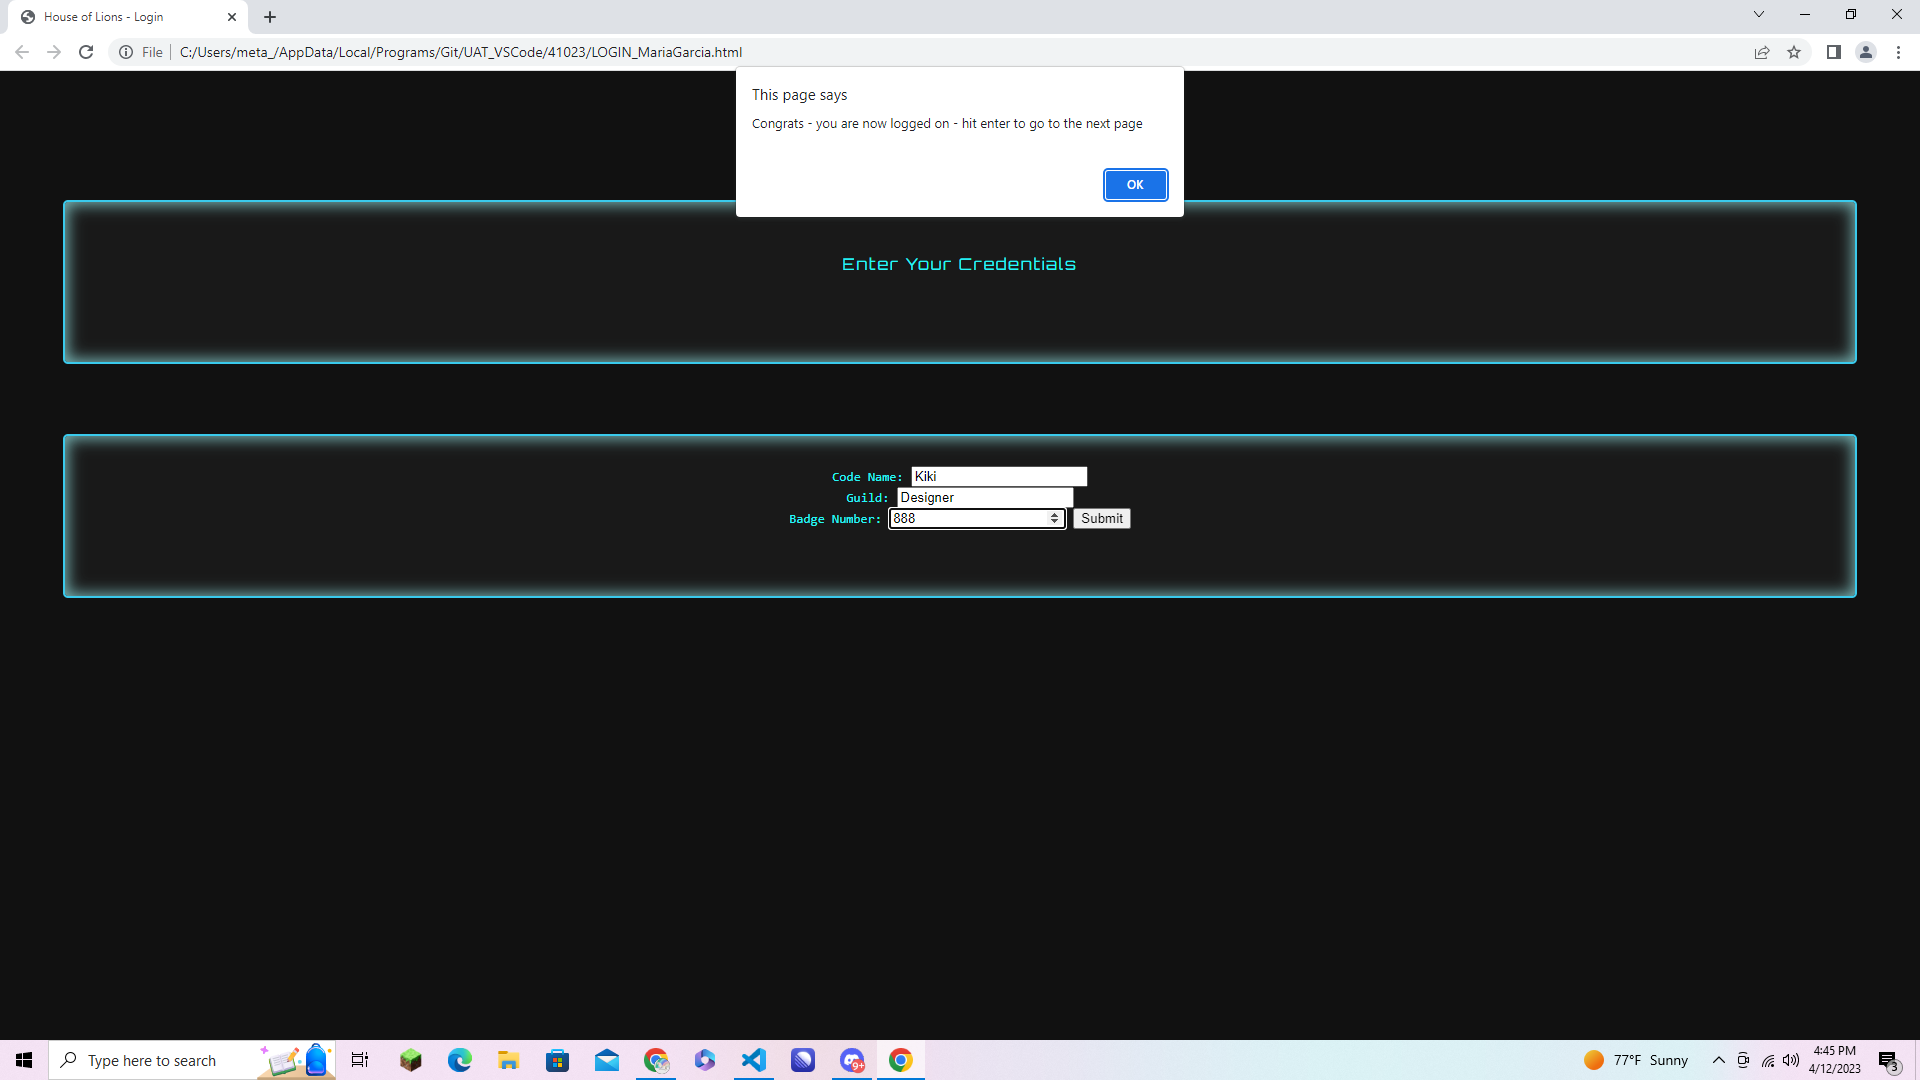 House of Lions - Login
File
C:/Users/meta_/AppData/Local/Programs/Git/UAT_VSCode/41023/LOGIN_MariaGarcia.html
This page says
Congrats - you are now logged on - hit enter to go to the next page
OK
Enter Your Credentials
Code Name: Kiki
Guild: Designer
Badge Number: 888 Submit
Type here to search
9+
77°F Sunny
4:45 PM
4/12/2023
3